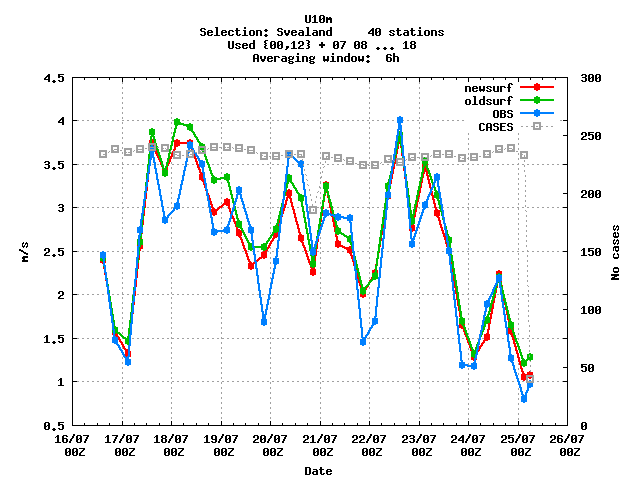 U10m
Selection: Svealand 40 stations
Used {00,12} + 07 08 ... 18
Averaging window: 6h
newsurf
oldsurf
OBS
CASES
4.5
4
3.5
3
2.5
2
1.5
1
0.5
m/s
300
250
200
150
100
50
0
No cases
16/07 17/07 18/07 19/07 20/07 21/07 22/07 23/07 24/07 25/07 26/07
00Z 00Z 00Z 00Z 00Z 00Z 00Z 00Z 00Z 00Z 00Z
Date